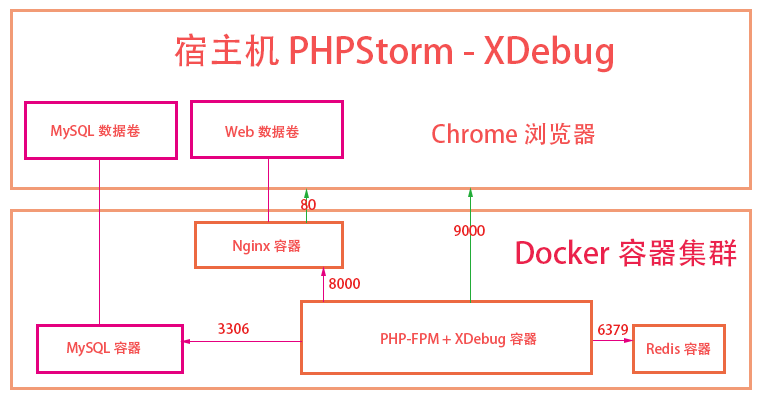 宿主机 PHPStorm - XDebug
MySQL 数据卷
Web 数据卷
Chrome 浏览器
80
9000
Nginx 容器
Docker 容器集群
8000
3306
6379
MySQL 容器
PHP-FPM + XDebug 容器
Redis 容器